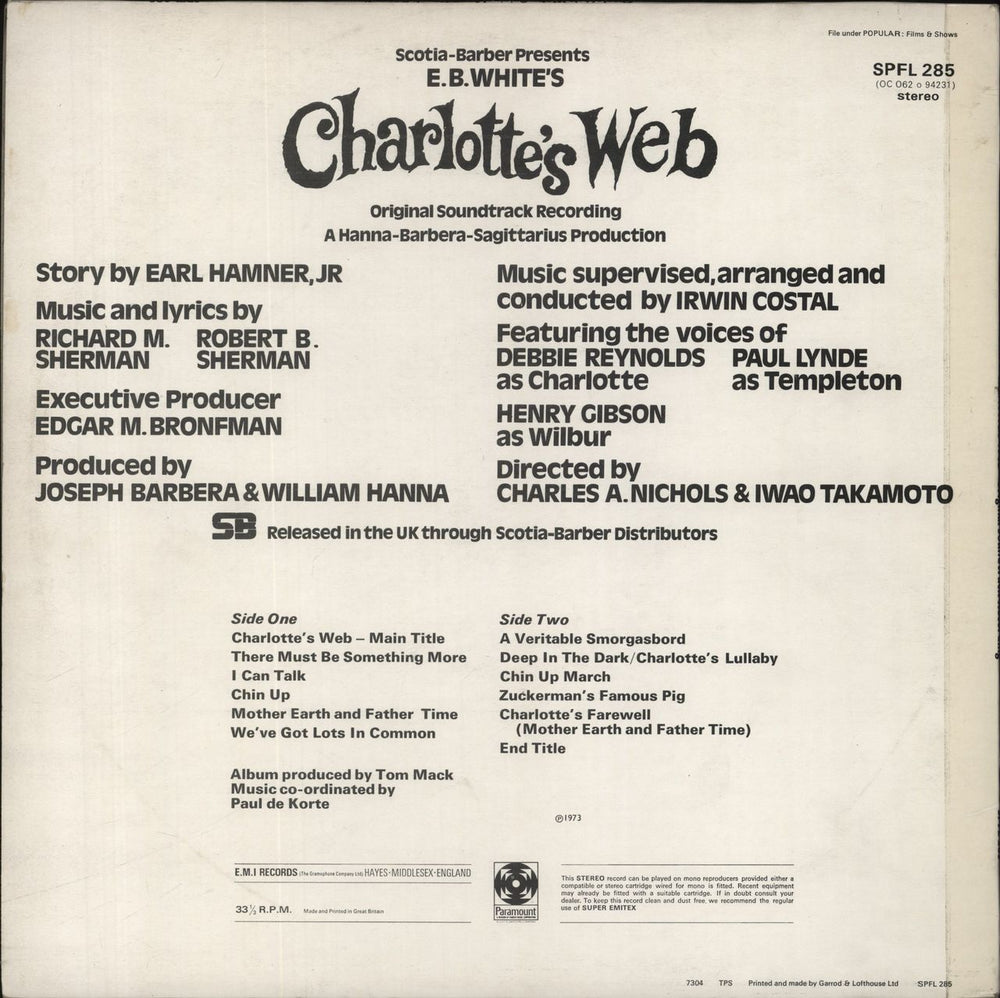 File under POPULAR: Films & Shows
SPFL 285
(OC 062 o 94231)
stereo
Scotia-Barber Presents
E.B.WHITE'S
Charlotte's Web
Original Soundtrack Recording
A Hanna-Barbera-Sagittarius Production
Story by EARL HAMNER, JR
Music and lyrics by
RICHARD M. SHERMAN
ROBERT B. SHERMAN
Executive Producer
EDGAR M. BRONFMAN
Produced by
JOSEPH BARBERA & WILLIAM HANNA
Music supervised, arranged and
conducted by IRWIN COSTAL
Featuring the voices of
DEBBIE REYNOLDS
as Charlotte
PAUL LYNDE
as Templeton
HENRY GIBSON
as Wilbur
Directed by
CHARLES A. NICHOLS & IWAO TAKAMOTO
SB Released in the UK through Scotia-Barber Distributors
Side One
Charlotte's Web – Main Title
There Must Be Something More
I Can Talk
Chin Up
Mother Earth and Father Time
We've Got Lots In Common
Side Two
A Veritable Smorgasbord
Deep In The Dark/Charlotte's Lullaby
Chin Up March
Zuckerman's Famous Pig
Charlotte's Farewell
(Mother Earth and Father Time)
End Title
Album produced by Tom Mack
Music co-ordinated by
Paul de Korte
℗1973
E.M.I RECORDS (The Gramophone Company Ltd) HAYES·MIDDLESEX·ENGLAND
33⅓ R.P.M. Made and Printed in Great Britain
Paramount
This STEREO record can be played on mono reproducers provided either a
compatible or stereo cartridge wired for mono is fitted. Recent equipment
may already be fitted with a suitable cartridge. If in doubt consult your
dealer. To keep this record clean and dust free, we recommend the regular
use of SUPER EMITEX
7304 TPS Printed and made by Garrod & Lofthouse Ltd SPFL 285